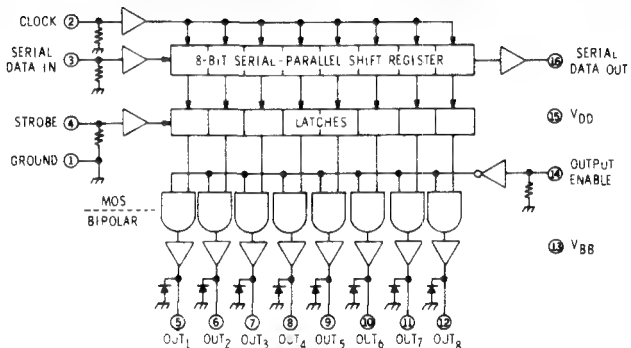 CLOCK 2
SERIAL DATA IN 3
8-BIT SERIAL-PARALLEL SHIFT REGISTER
16 SERIAL DATA OUT
STROBE 4
LATCHES
15 VDD
GROUND 1
14 OUTPUT ENABLE
MOS
BIPOLAR
13 VBB
5 6 7 8 9 10 11 12
OUT1 OUT2 OUT3 OUT4 OUT5 OUT6 OUT7 OUT8